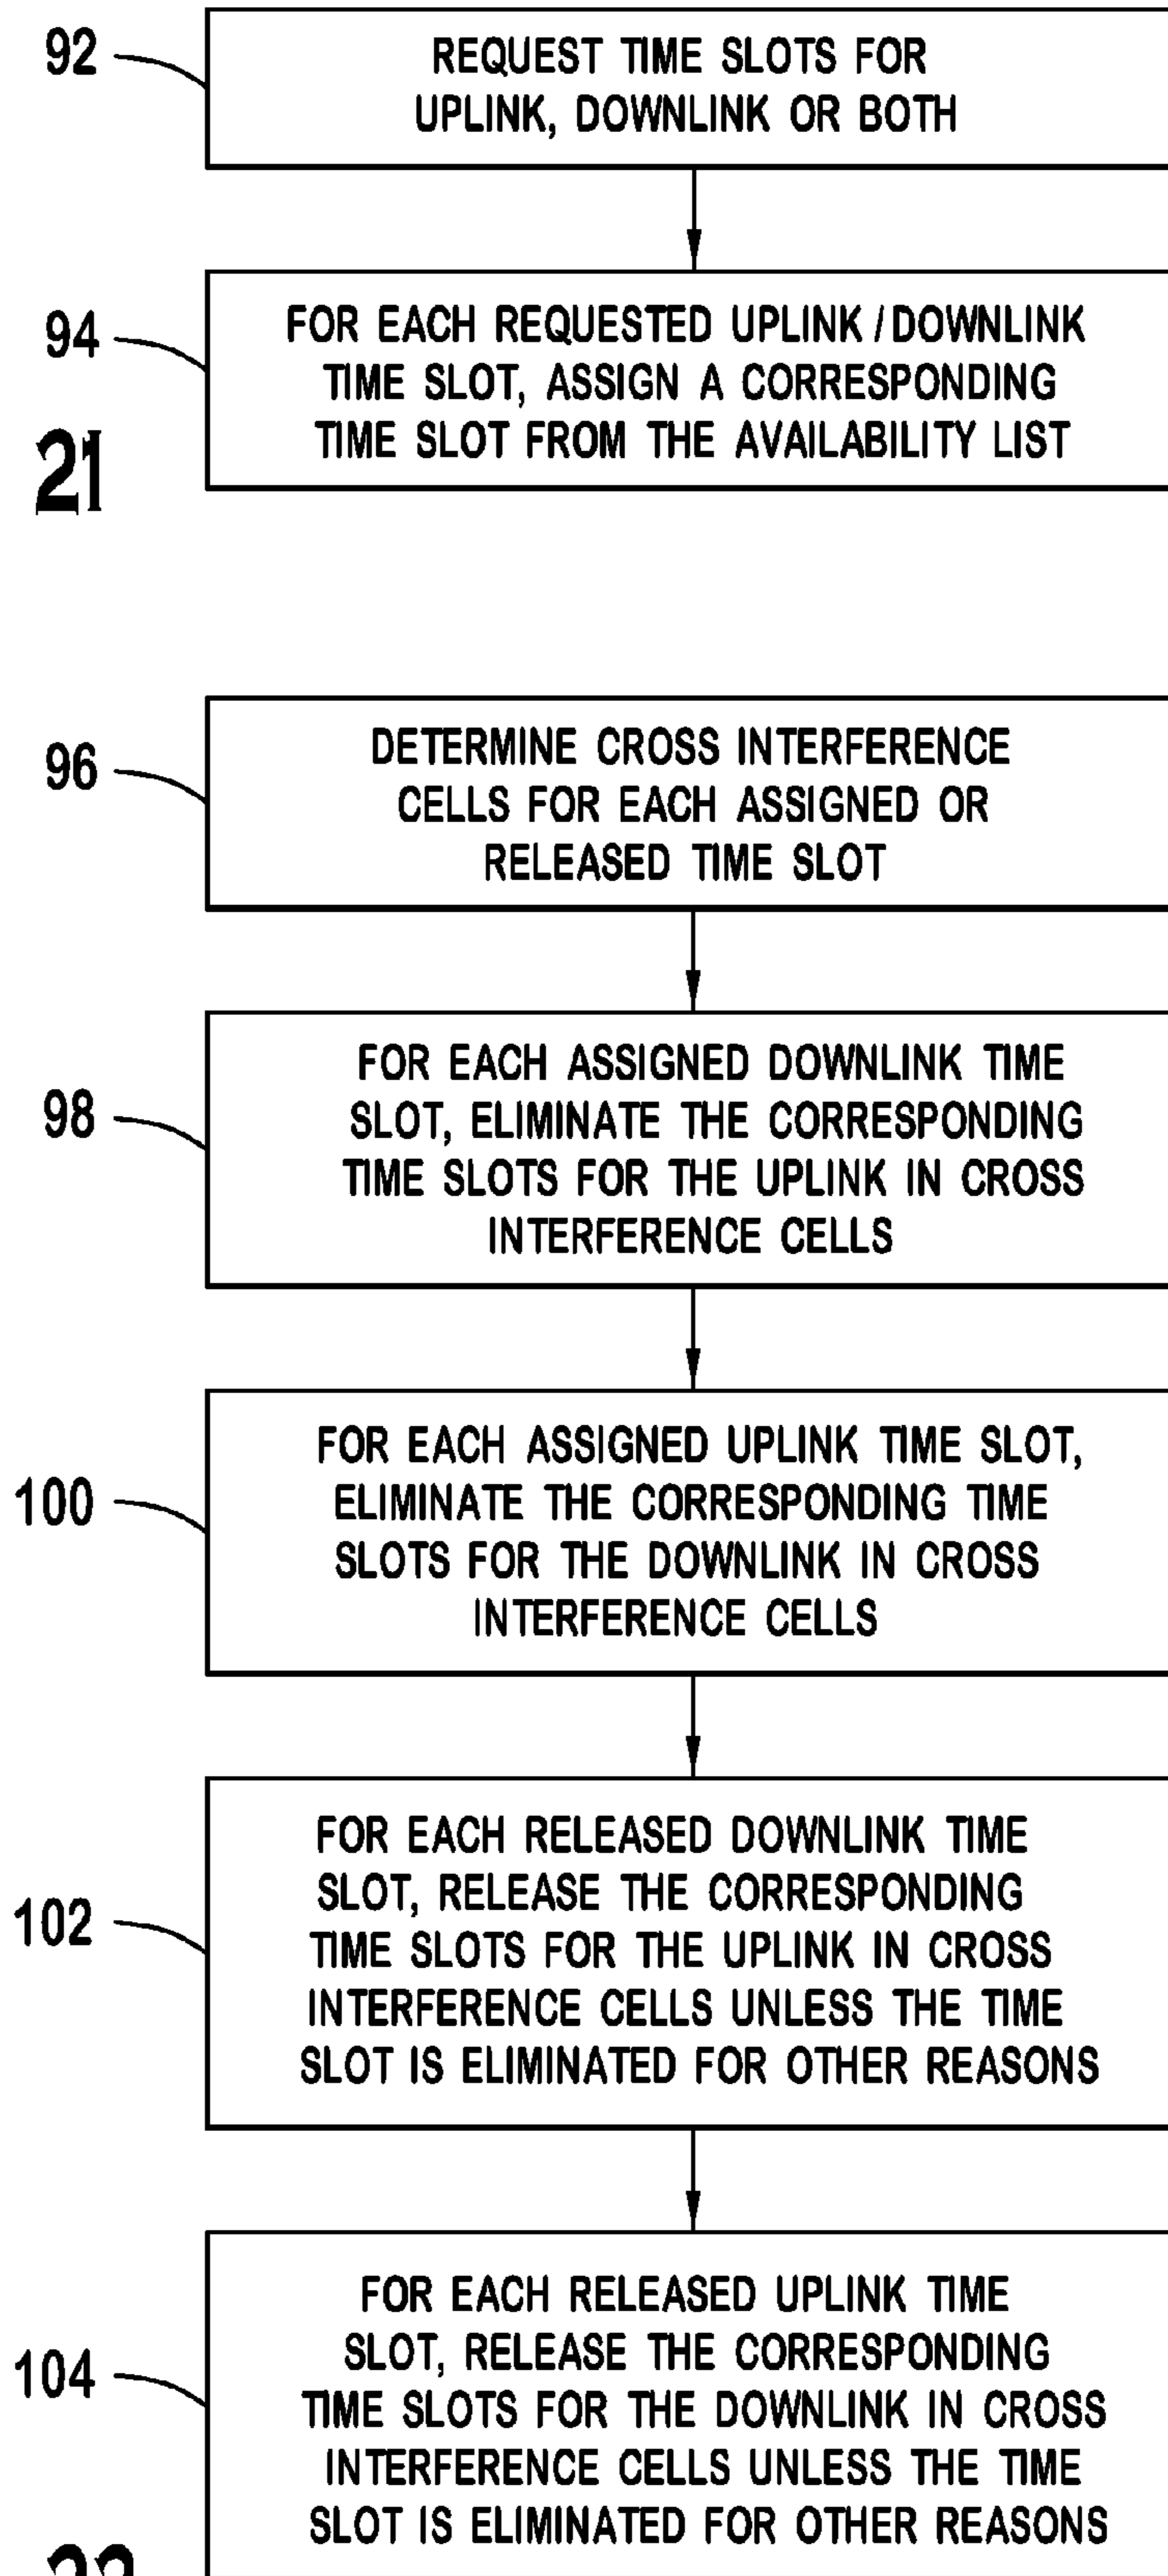 92
REQUEST TIME SLOTS FOR
UPLINK, DOWNLINK OR BOTH
94
FOR EACH REQUESTED UPLINK / DOWNLINK
TIME SLOT, ASSIGN A CORRESPONDING
TIME SLOT FROM THE AVAILABILITY LIST
21
96
DETERMINE CROSS INTERFERENCE
CELLS FOR EACH ASSIGNED OR
RELEASED TIME SLOT
98
FOR EACH ASSIGNED DOWNLINK TIME
SLOT, ELIMINATE THE CORRESPONDING
TIME SLOTS FOR THE UPLINK IN CROSS
INTERFERENCE CELLS
100
FOR EACH ASSIGNED UPLINK TIME SLOT,
ELIMINATE THE CORRESPONDING TIME
SLOTS FOR THE DOWNLINK IN CROSS
INTERFERENCE CELLS
102
FOR EACH RELEASED DOWNLINK TIME
SLOT, RELEASE THE CORRESPONDING
TIME SLOTS FOR THE UPLINK IN CROSS
INTERFERENCE CELLS UNLESS THE TIME
SLOT IS ELIMINATED FOR OTHER REASONS
104
FOR EACH RELEASED UPLINK TIME
SLOT, RELEASE THE CORRESPONDING
TIME SLOTS FOR THE DOWNLINK IN CROSS
INTERFERENCE CELLS UNLESS THE TIME
SLOT IS ELIMINATED FOR OTHER REASONS